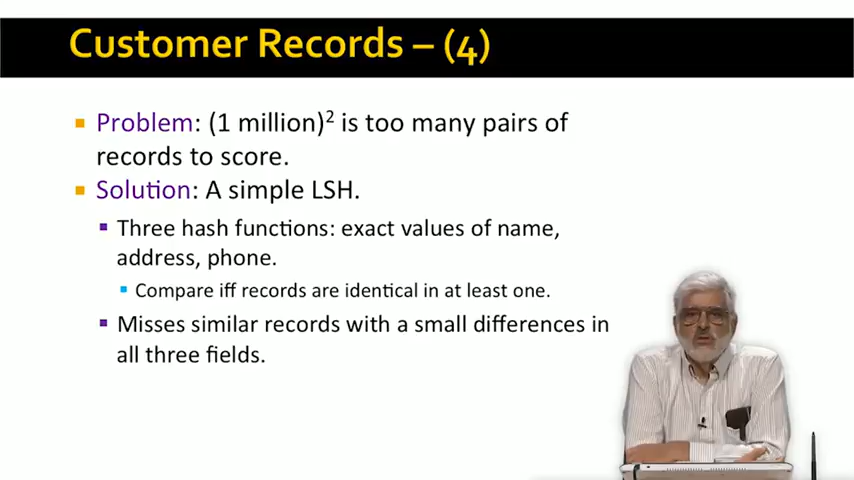 Customer Records – (4)
Problem: (1 million)² is too many pairs of
records to score.
Solution: A simple LSH.
Three hash functions: exact values of name,
address, phone.
Compare iff records are identical in at least one.
Misses similar records with a small differences in
all three fields.